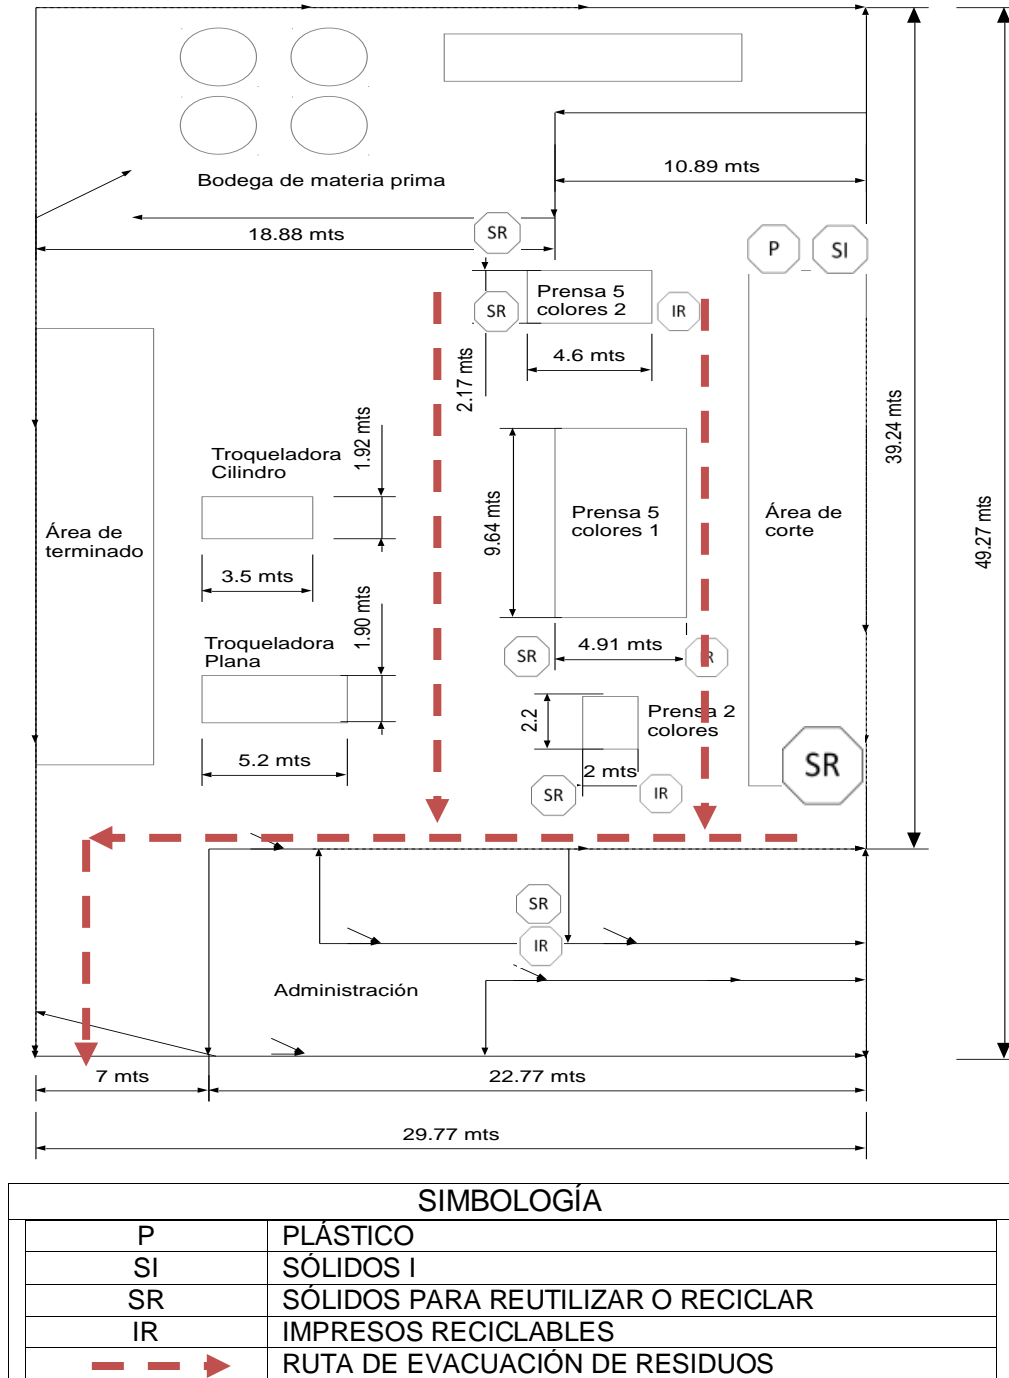 Bodega de materia prima
10.89 mts
18.88 mts
SR
P
SI
Prensa 5
colores 2
SR
IR
4.6 mts
2.17 mts
39.24 mts
49.27 mts
Troqueladora
Cilindro
1.92 mts
Área de
terminado
3.5 mts
9.64 mts
Prensa 5
colores 1
Área de
corte
1.90 mts
Troqueladora
Plana
SR
4.91 mts
IR
5.2 mts
2.2
Prensa 2
colores
2 mts
SR
IR
SR
SR
IR
Administración
7 mts
22.77 mts
29.77 mts
SIMBOLOGÍA
P PLÁSTICO
SI SÓLIDOS I
SR SÓLIDOS PARA REUTILIZAR O RECICLAR
IR IMPRESOS RECICLABLES
RUTA DE EVACUACIÓN DE RESIDUOS